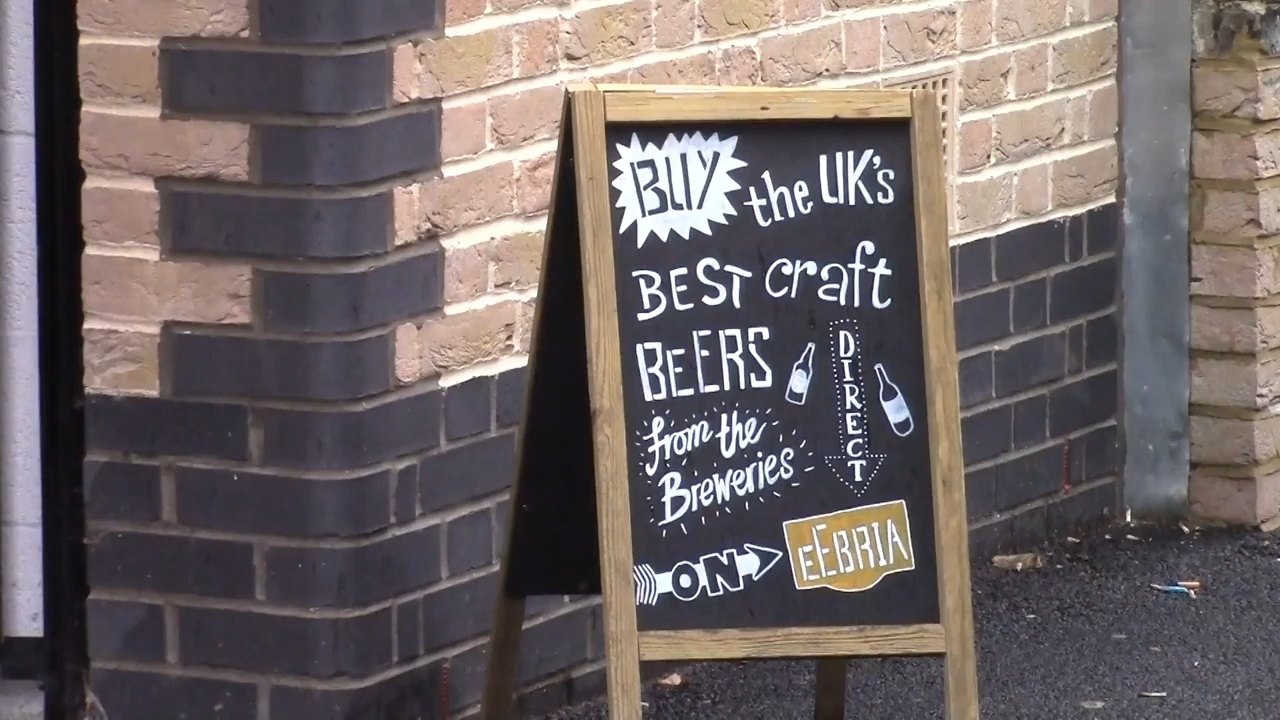 BUY the UK's
BEST craft
BEERS
DIRECT
from the
Breweries
ON eEBRIA